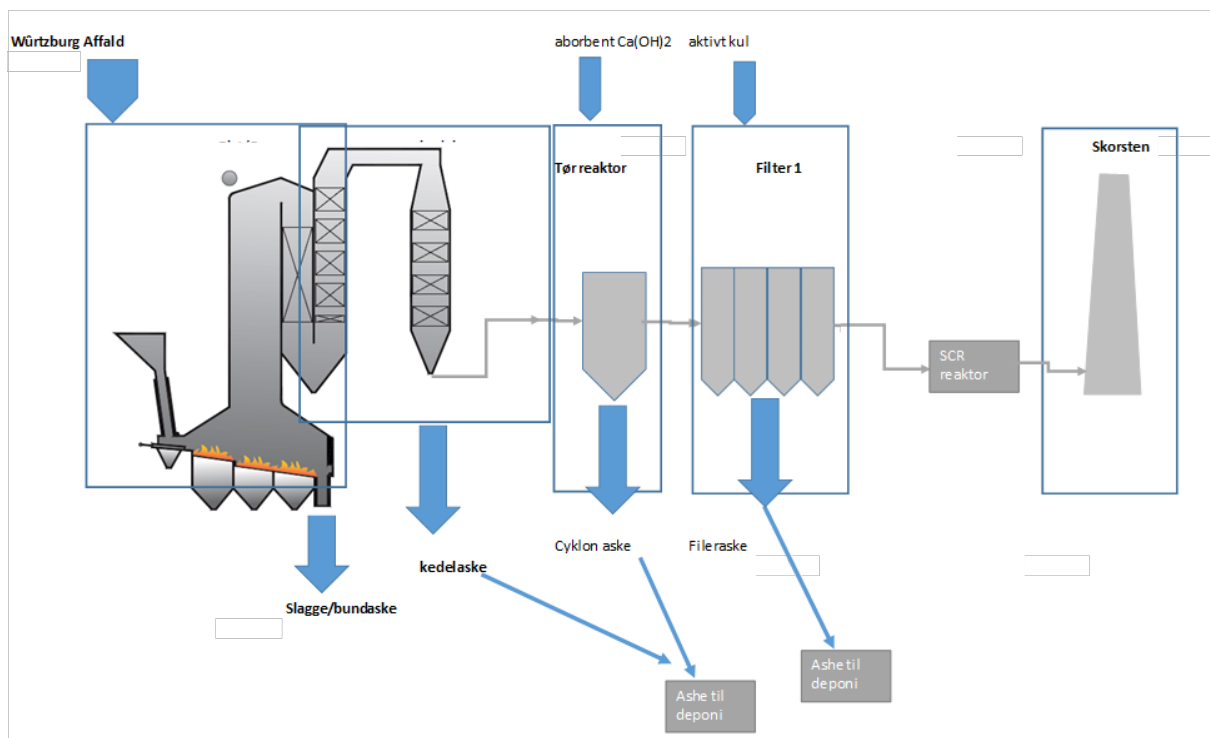 Wûrtzburg Affald
aborbent Ca(OH)2
aktivt kul
Tør reaktor
Filter 1
Skorsten
SCR
reaktor
Cyklon aske
Fileraske
kedelaske
Slagge/bundaske
Ashe til
deponi
Ashe til
deponi